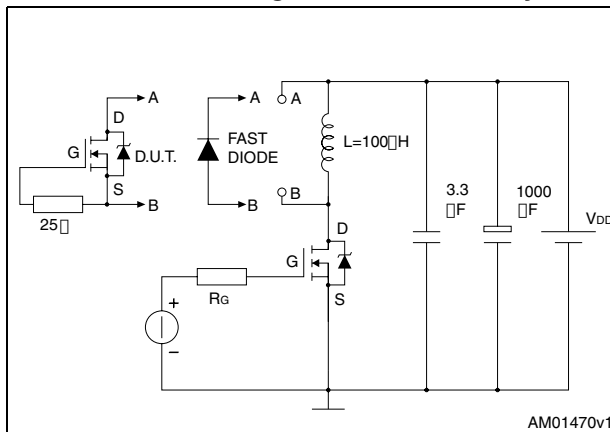 A
A
A
D
G
D.U.T.
FAST
DIODE
L=100▯H
S
B
B
B
25▯
3.3
▯F
1000
▯F
VDD
D
G
S
RG
+
–
AM01470v1